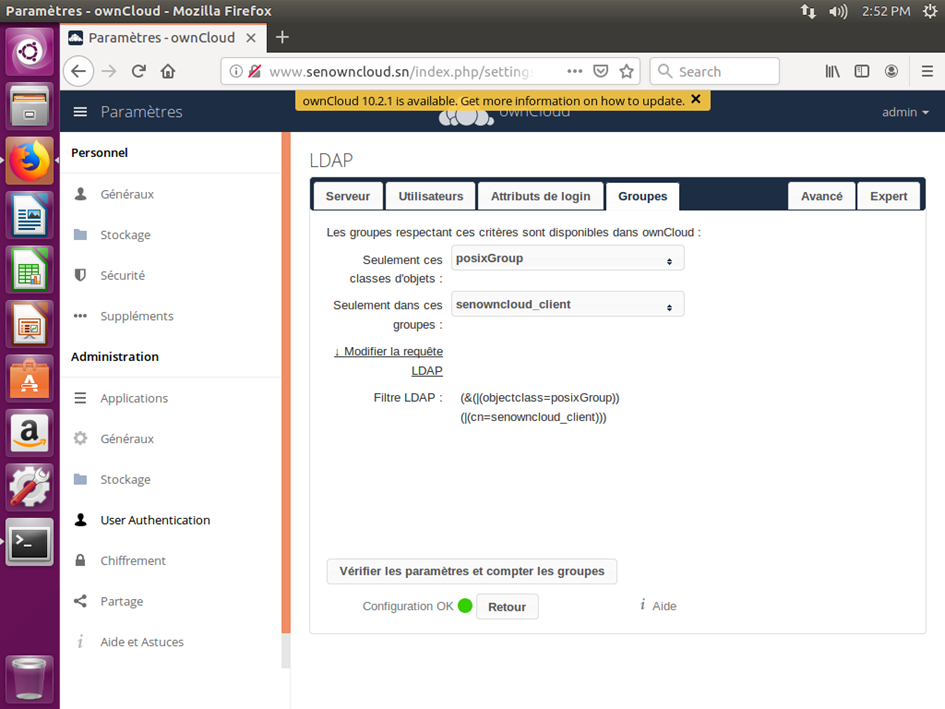 Paramètres - ownCloud - Mozilla Firefox
2:52 PM
Paramètres - ownCloud
www.senowncloud.sn/index.php/setting
Search
ownCloud 10.2.1 is available. Get more information on how to update.
Paramètres
ownCloud
admin
Personnel
Généraux
Stockage
Sécurité
Suppléments
Administration
Applications
Généraux
Stockage
User Authentication
Chiffrement
Partage
Aide et Astuces
LDAP
Serveur Utilisateurs Attributs de login Groupes Avancé Expert
Les groupes respectant ces critères sont disponibles dans ownCloud :
Seulement ces posixGroup
classes d'objets :
Seulement dans ces senowncloud_client
groupes :
↓ Modifier la requête
LDAP
Filtre LDAP : (&(|(objectclass=posixGroup))
(|(cn=senowncloud_client)))
Vérifier les paramètres et compter les groupes
Configuration OK Retour i Aide